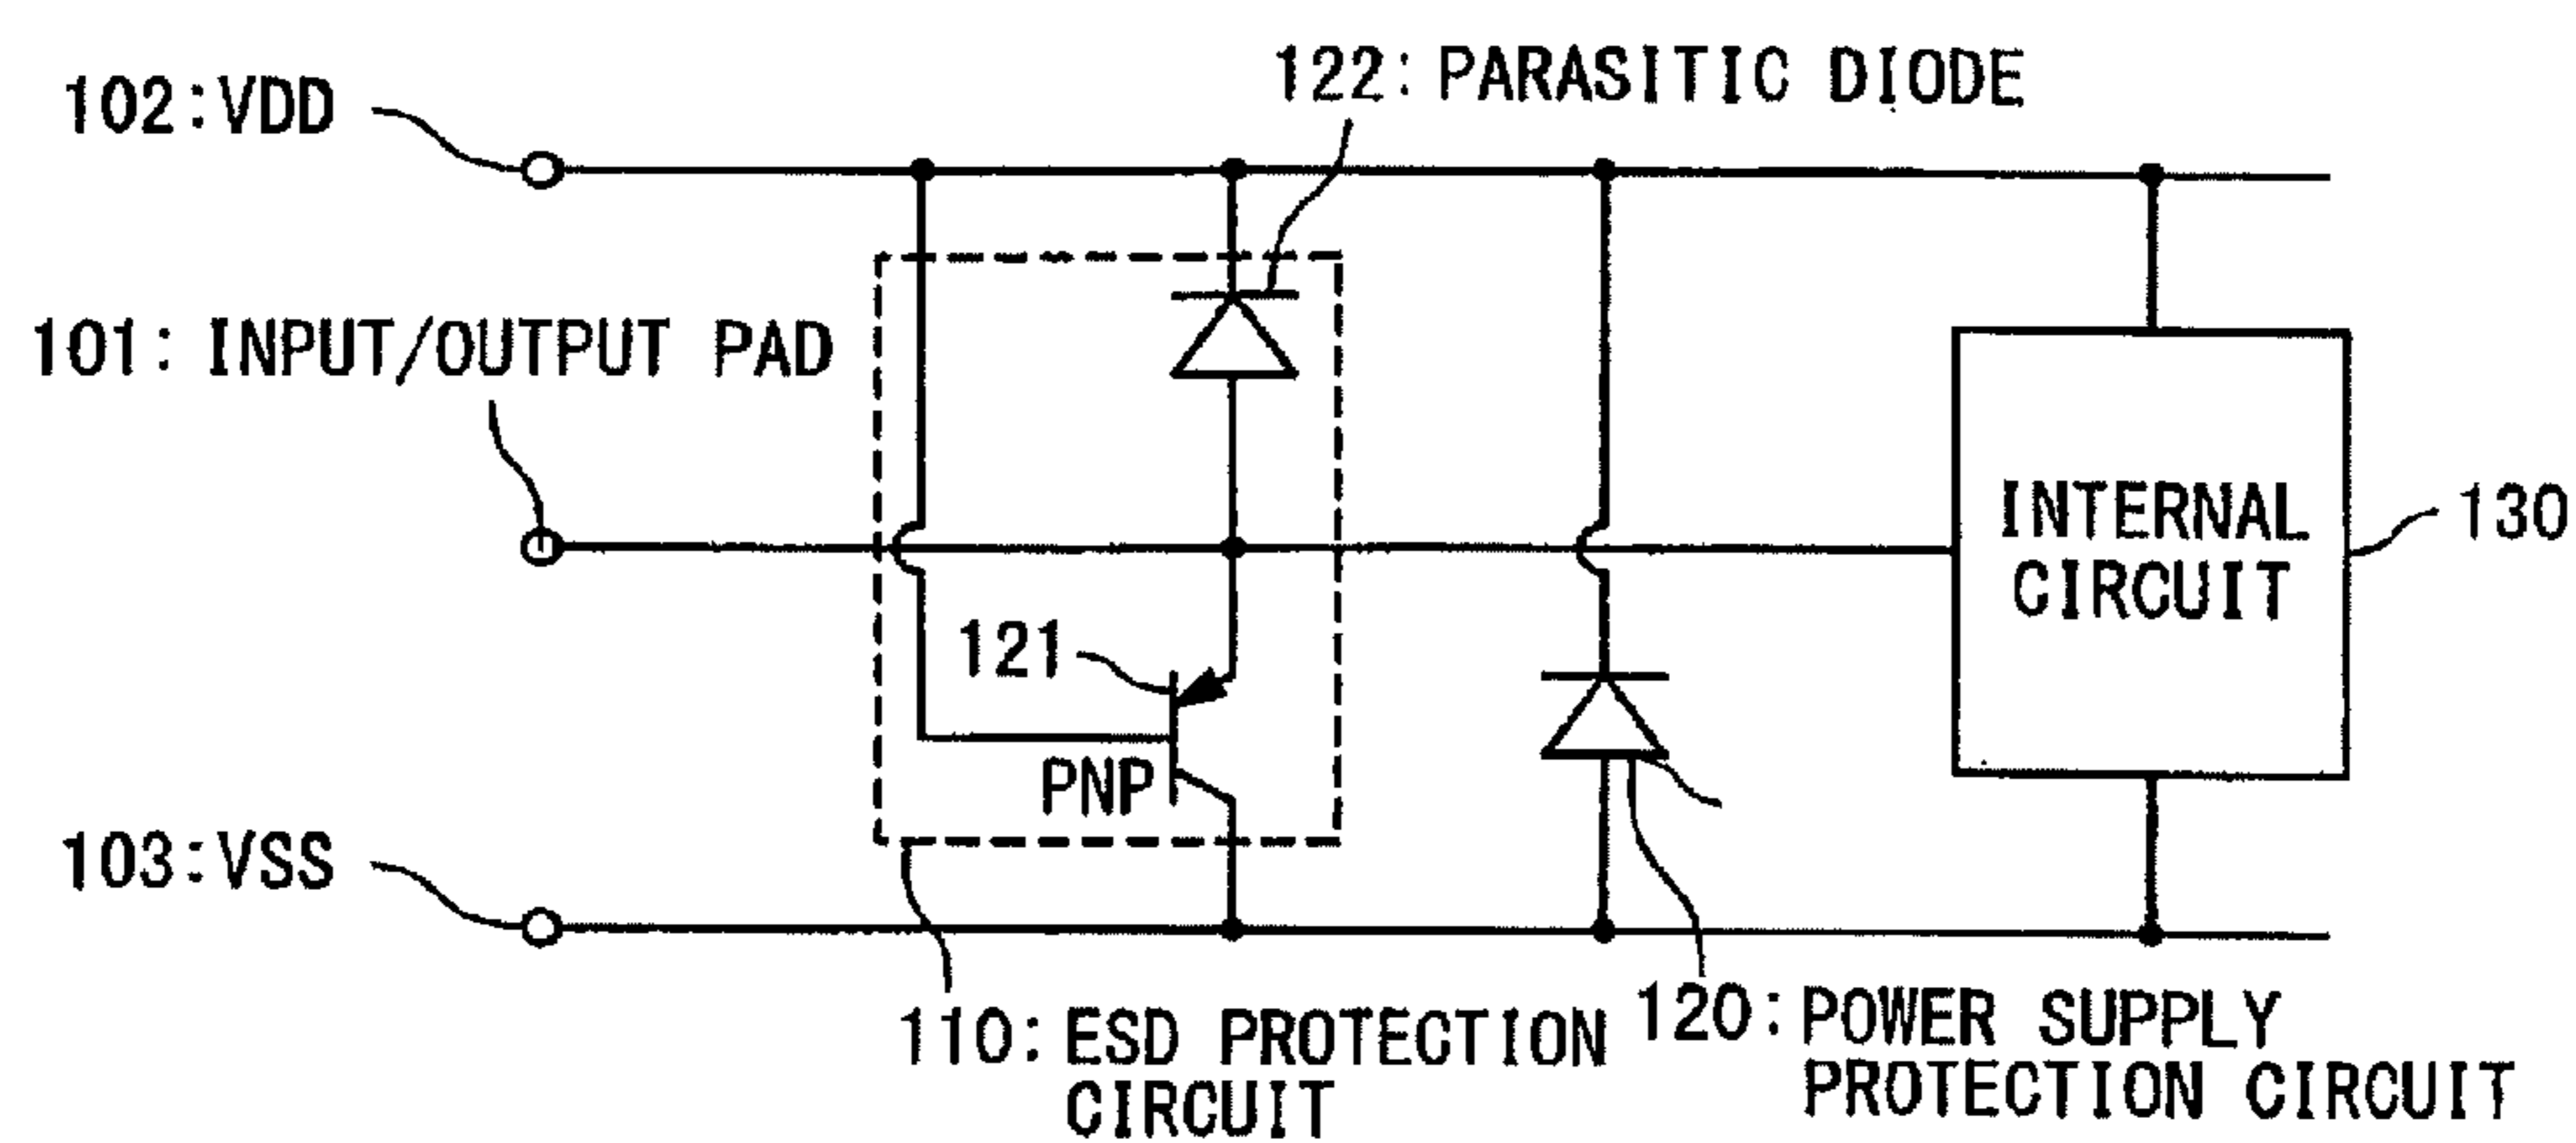 122: PARASITIC DIODE
102:VDD
101: INPUT/OUTPUT PAD
INTERNAL
CIRCUIT
130
121
PNP
103:VSS
110: ESD PROTECTION
CIRCUIT
120: POWER SUPPLY
PROTECTION CIRCUIT